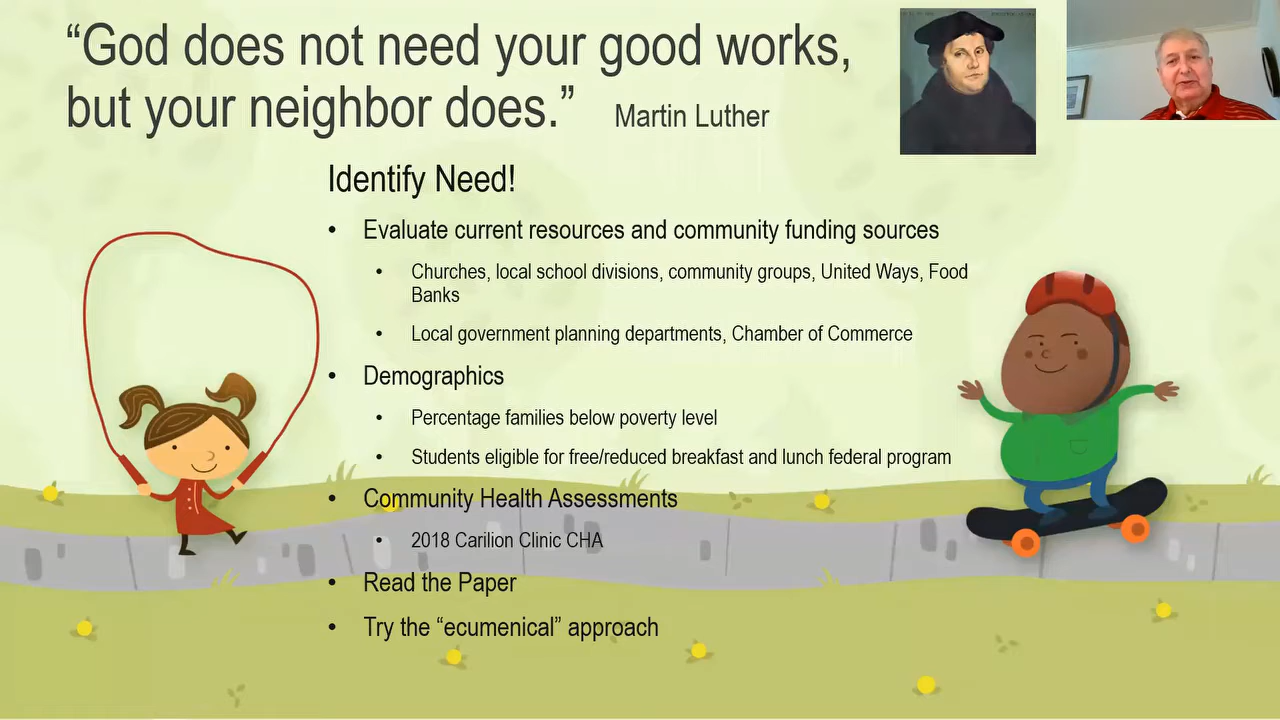 “God does not need your good works,
but your neighbor does.” Martin Luther
Identify Need!
• Evaluate current resources and community funding sources
• Churches, local school divisions, community groups, United Ways, Food
Banks
• Local government planning departments, Chamber of Commerce
• Demographics
• Percentage families below poverty level
• Students eligible for free/reduced breakfast and lunch federal program
• Community Health Assessments
• 2018 Carilion Clinic CHA
• Read the Paper
• Try the “ecumenical” approach